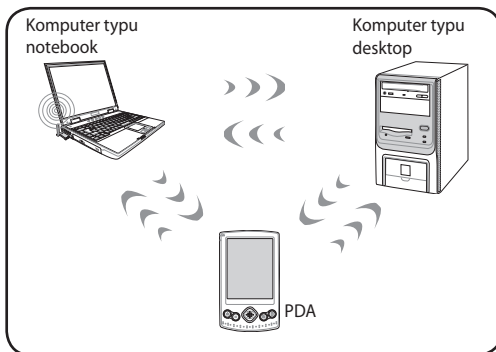 Komputer typu
notebook
Komputer typu
desktop
PDA